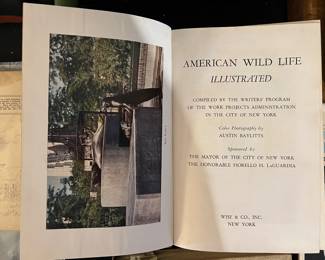 AMERICAN WILD LIFE
ILLUSTRATED
COMPILED BY THE WRITERS' PROGRAM
OF THE WORK PROJECTS ADMINISTRATION
IN THE CITY OF NEW YORK
Color Photography by
AUSTIN BAYLITTS
Sponsored by
THE MAYOR OF THE CITY OF NEW YORK
THE HONORABLE FIORELLO H. LaGUARDIA
WISE & CO., INC.
NEW YORK